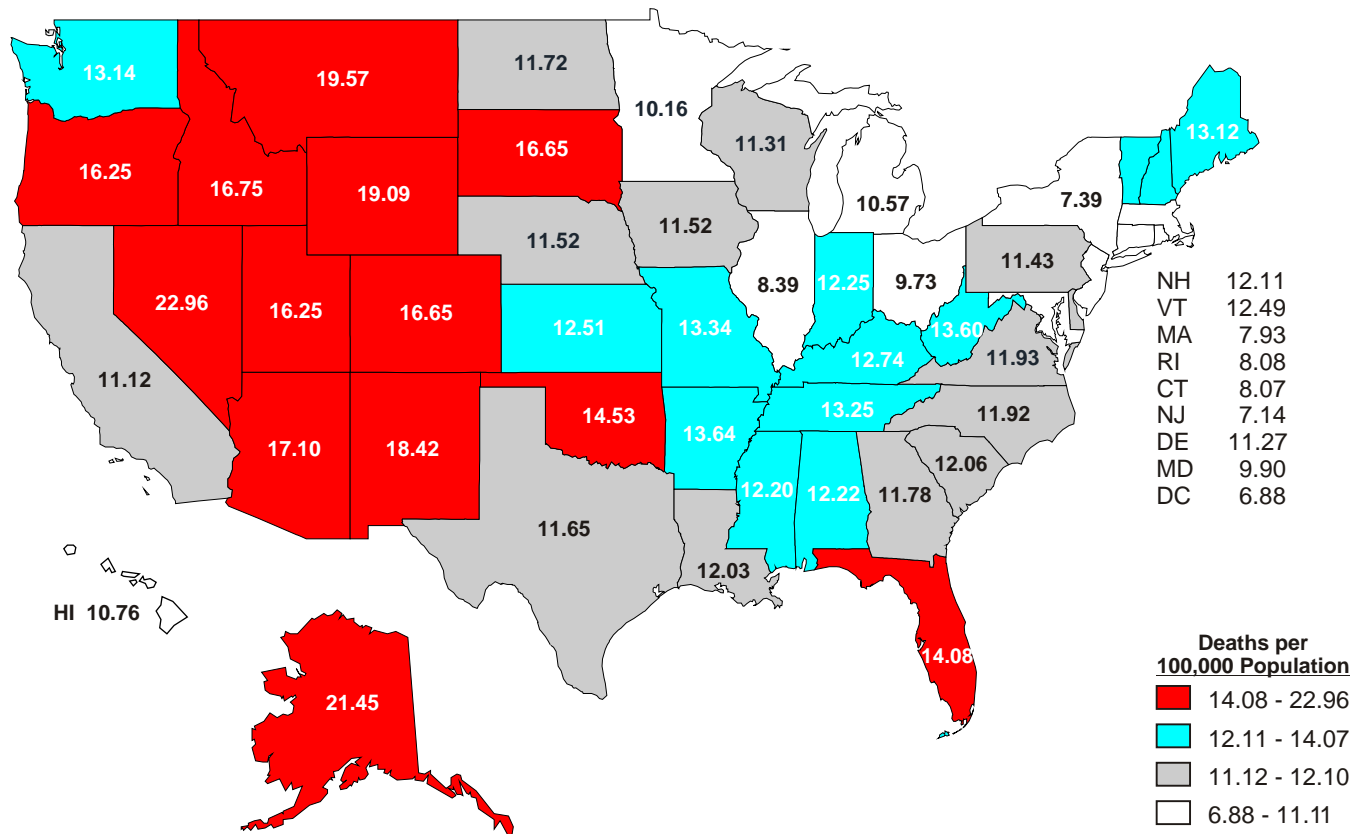 11.72
13.14
19.57
10.16
13.12
16.65
11.31
16.25
16.75
19.09
10.57
7.39
11.52
11.52
11.43
22.96
16.25
16.65
8.39
12.25
9.73
12.51
13.34
13.60
12.74
11.93
11.12
14.53
13.25
11.92
17.10
18.42
13.64
12.06
12.20
12.22
11.78
11.65
12.03
HI 10.76
21.45
14.08
NH 12.11
VT 12.49
MA 7.93
RI 8.08
CT 8.07
NJ 7.14
DE 11.27
MD 9.90
DC 6.88
Deaths per
100,000 Population
14.08 - 22.96
12.11 - 14.07
11.12 - 12.10
6.88 - 11.11